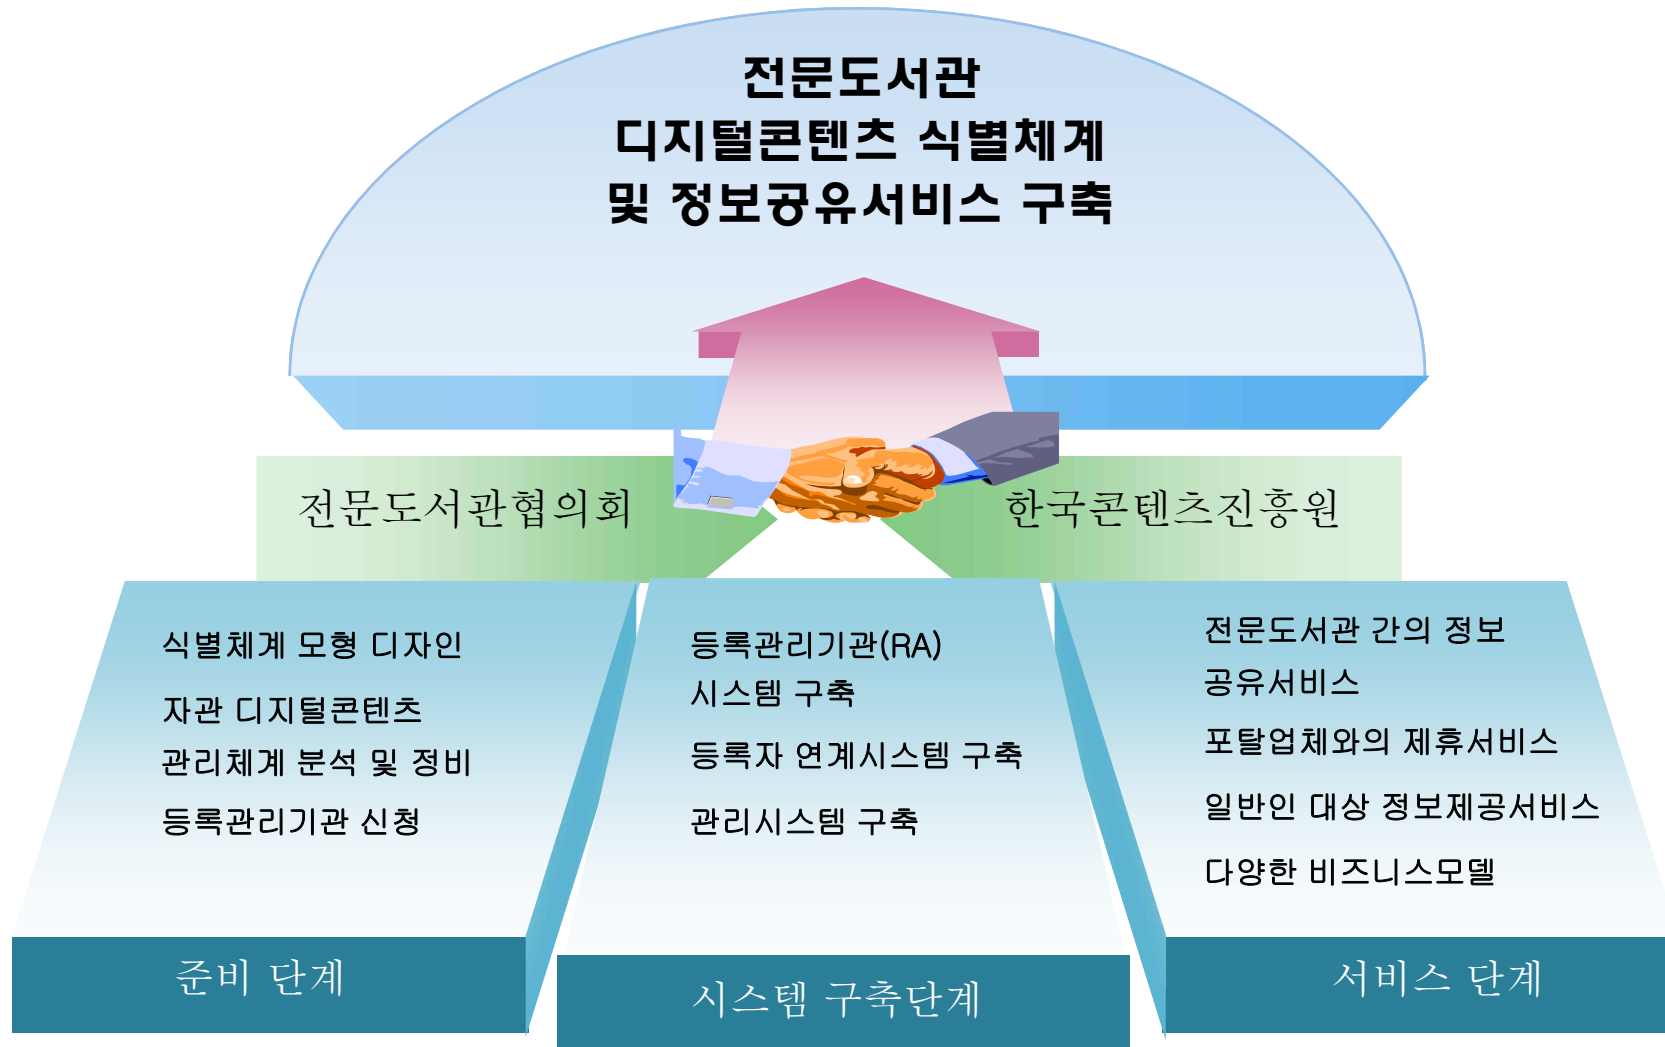 전문도서관
디지털콘텐츠 식별체계
및 정보공유서비스 구축
전문도서관협의회
한국콘텐츠진흥원
식별체계 모형 디자인
자관 디지털콘텐츠
관리체계 분석 및 정비
등록관리기관 신청
준비 단계
등록관리기관(RA)
시스템 구축
등록자 연계시스템 구축
관리시스템 구축
시스템 구축단계
전문도서관 간의 정보
공유서비스
포탈업체와의 제휴서비스
일반인 대상 정보제공서비스
다양한 비즈니스모델
서비스 단계